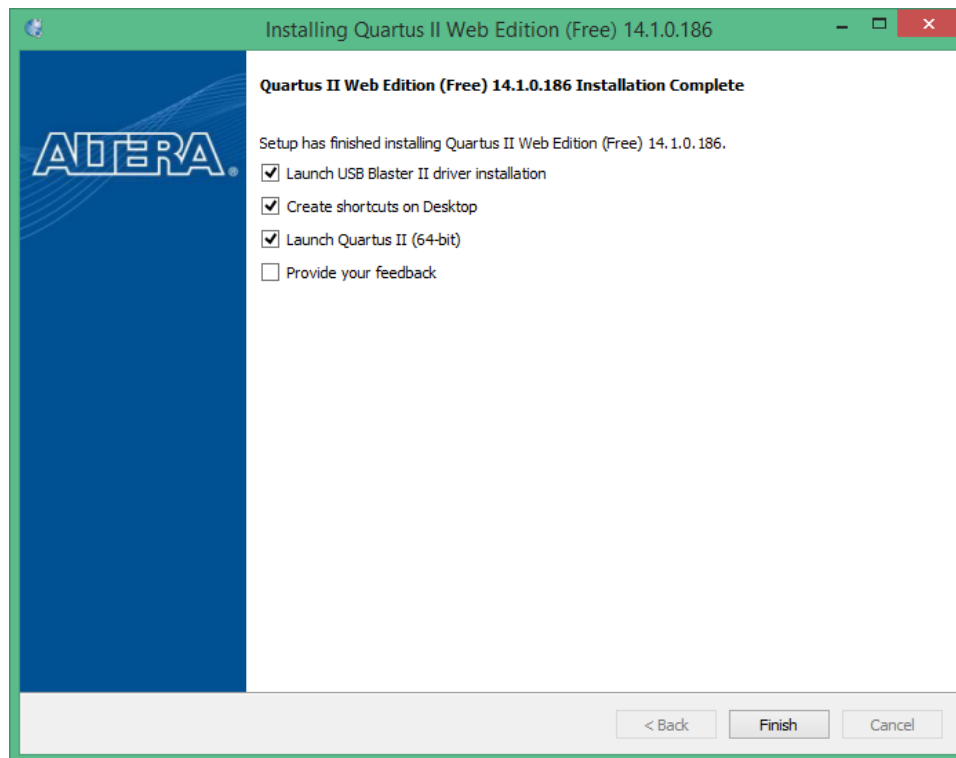 Installing Quartus II Web Edition (Free) 14.1.0.186
Quartus II Web Edition (Free) 14.1.0.186 Installation Complete
ALTERA®
Setup has finished installing Quartus II Web Edition (Free) 14.1.0.186.
Launch USB Blaster II driver installation
Create shortcuts on Desktop
Launch Quartus II (64-bit)
Provide your feedback
< Back Finish Cancel